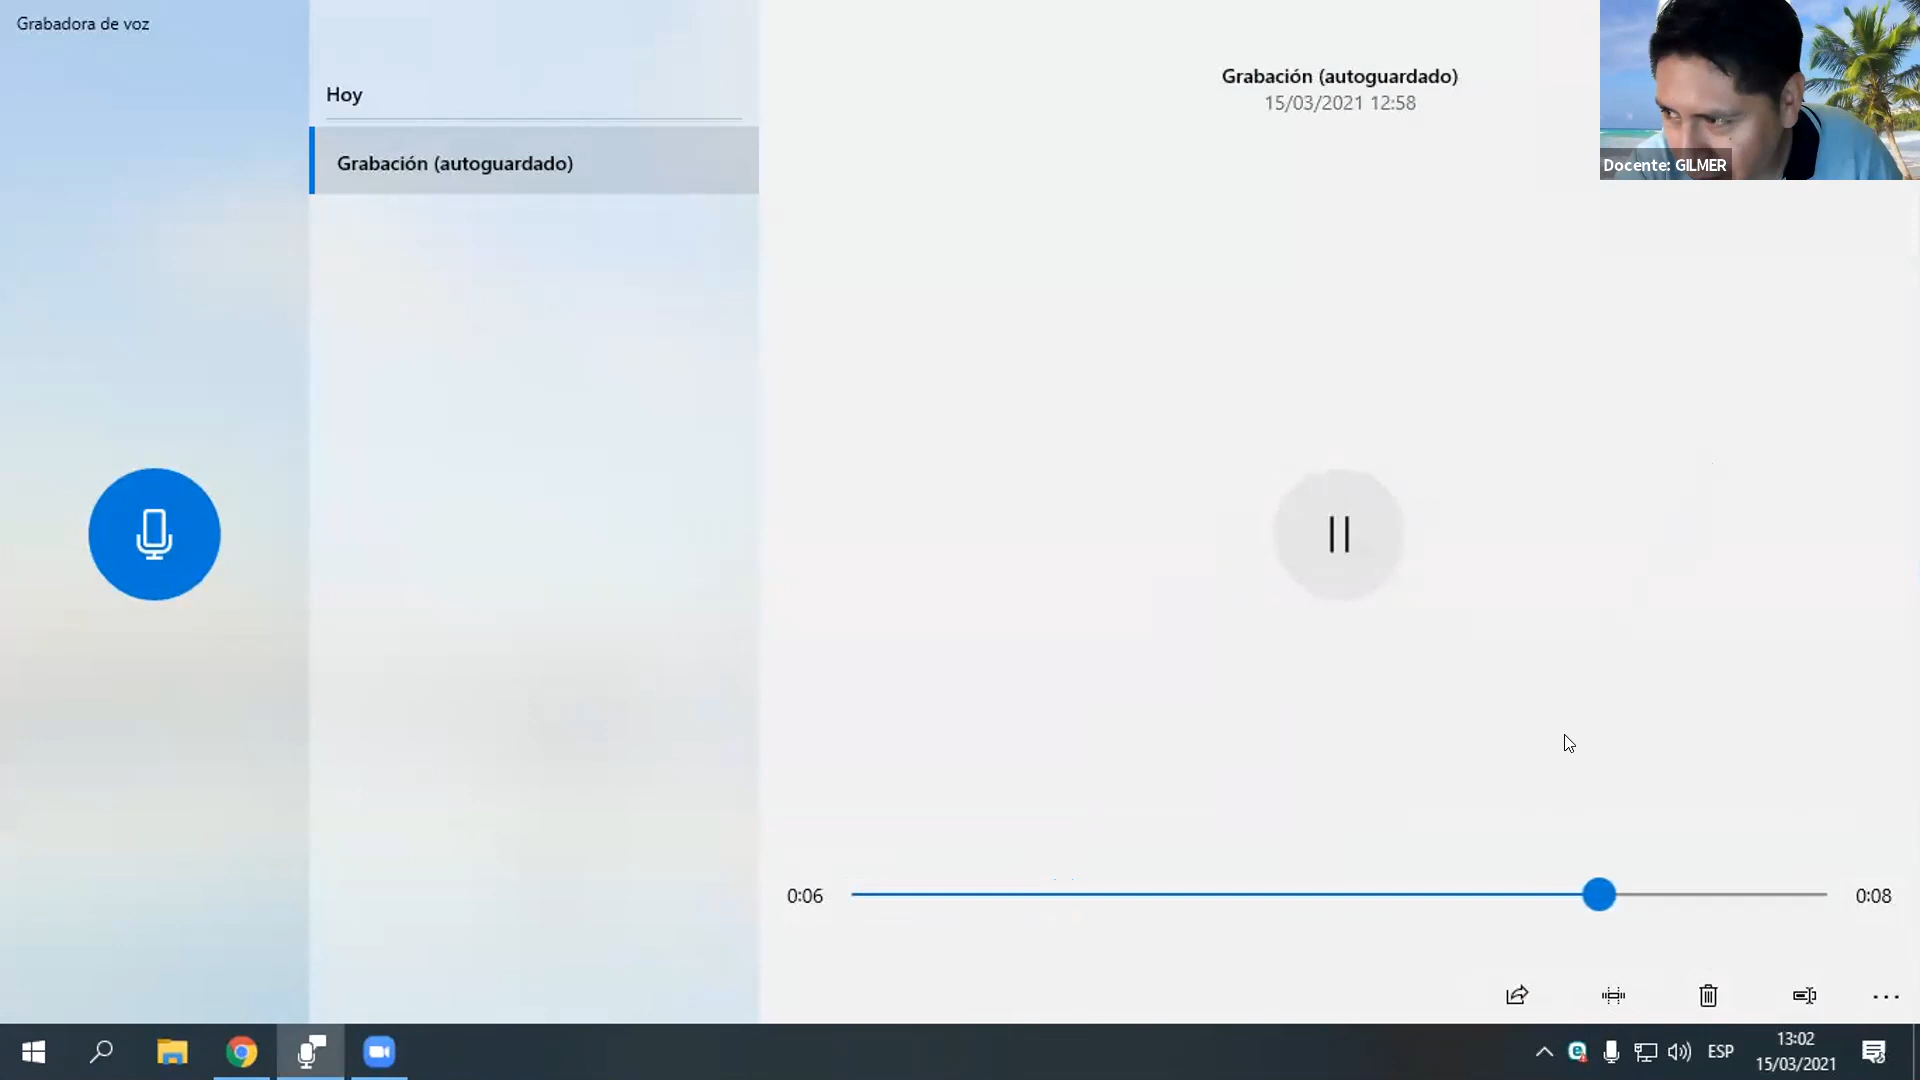 Grabadora de voz
Hoy
Grabación (autoguardado)
Grabación (autoguardado)
15/03/2021 12:58
Docente: GILMER
0:06
0:08
ESP
13:02
15/03/2021